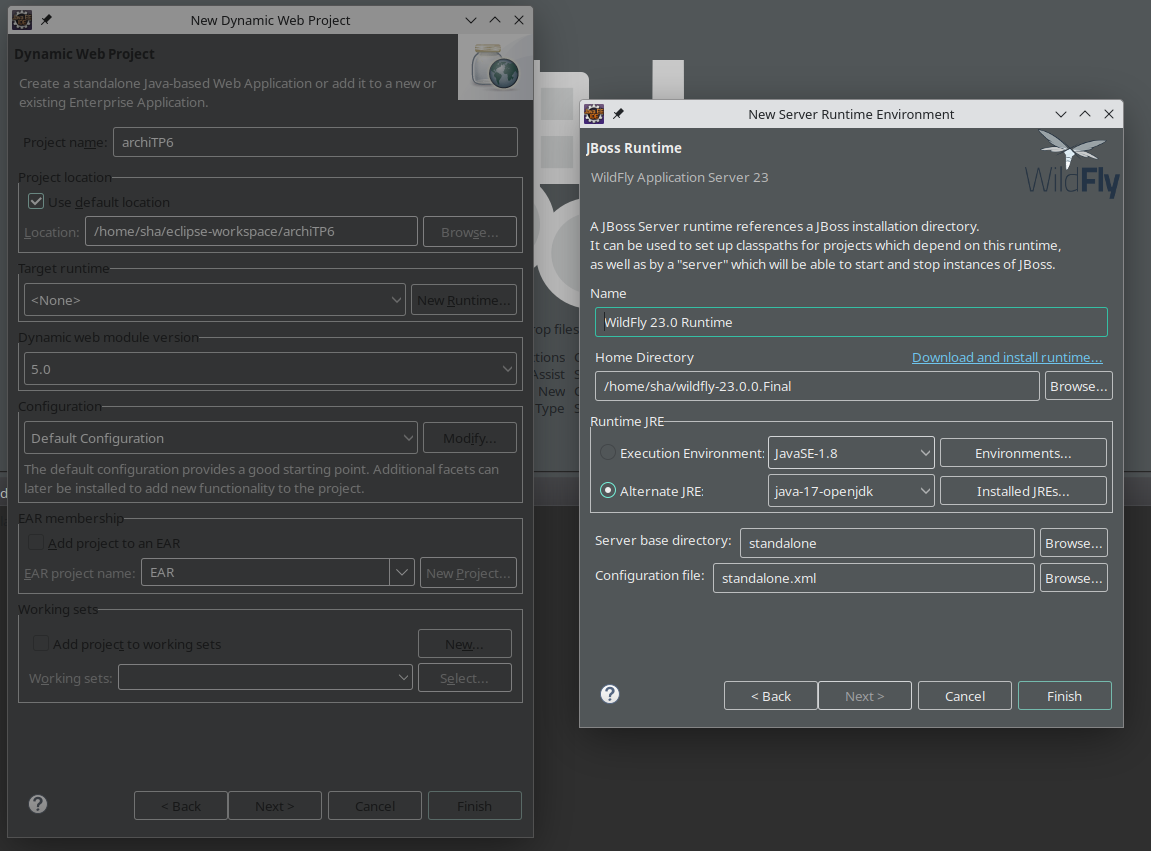 New Dynamic Web Project
Dynamic Web Project
Create a standalone Java-based Web Application or add it to a new or
existing Enterprise Application.
Project name:
archiTP6
Project location
Use default location
Location:
/home/sha/eclipse-workspace/archiTP6
Browse...
Target runtime
<None>
New Runtime...
Dynamic web module version
5.0
Configuration
Default Configuration
Modify...
The default configuration provides a good starting point. Additional facets can
later be installed to add new functionality to the project.
EAR membership
Add project to an EAR
EAR project name:
EAR
New Project...
Working sets
Add project to working sets
New...
Working sets:
Select...
< Back
Next >
Cancel
Finish
files
Assist
New
Type
New Server Runtime Environment
JBoss Runtime
WildFly Application Server 23
WildFly
A JBoss Server runtime references a JBoss installation directory.
It can be used to set up classpaths for projects which depend on this runtime,
as well as by a "server" which will be able to start and stop instances of JBoss.
Name
WildFly 23.0 Runtime
Home Directory
Download and install runtime...
/home/sha/wildfly-23.0.0.Final
Browse...
Runtime JRE
Execution Environment:
JavaSE-1.8
Environments...
Alternate JRE:
java-17-openjdk
Installed JREs...
Server base directory:
standalone
Browse...
Configuration file:
standalone.xml
Browse...
< Back
Next >
Cancel
Finish